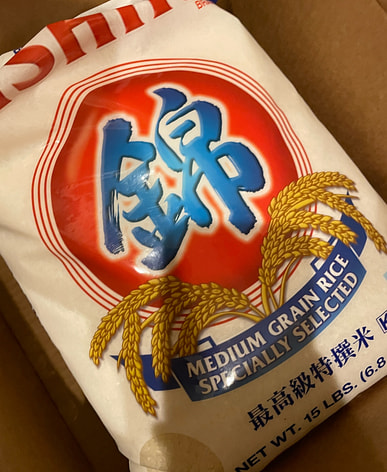 錦
MEDIUM GRAIN RICE
SPECIALLY SELECTED
最高級特撰米
NET WT. 15 LBS. (6.8